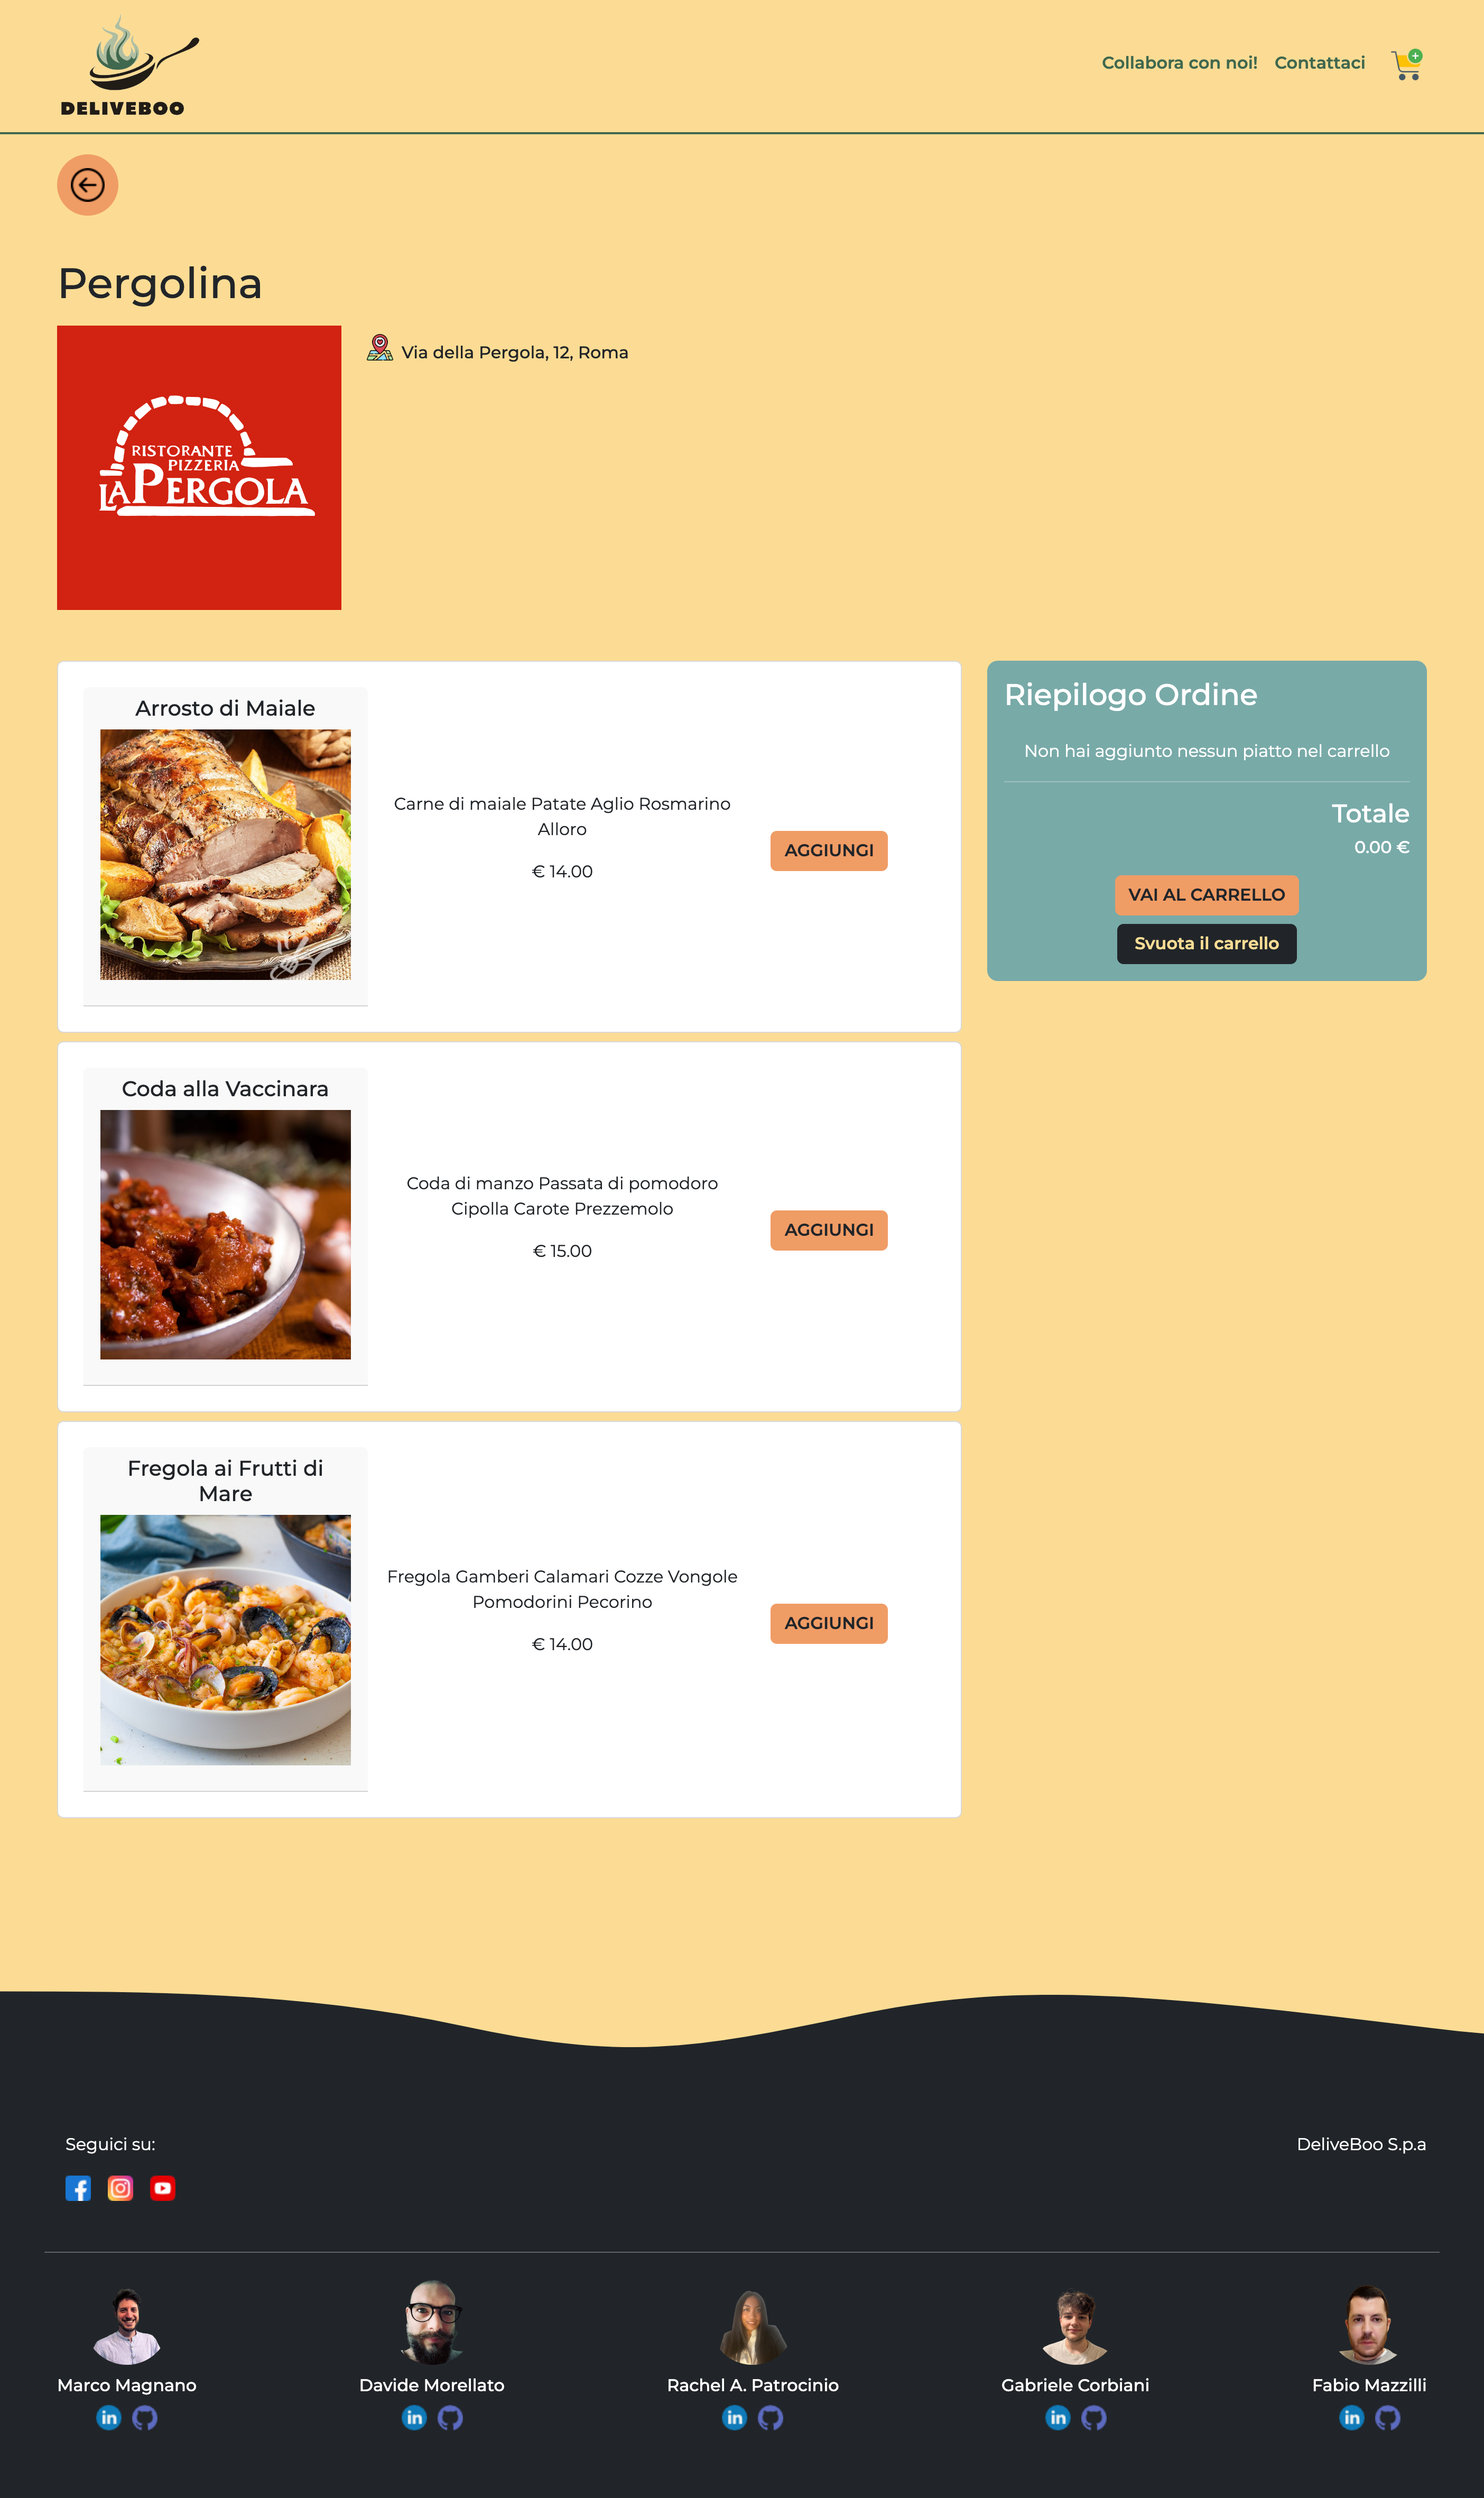 DELIVEBOO
Collabora con noi! Contattaci
Pergolina
RISTORANTE
PIZZERIA
LA PERGOLA
Via della Pergola, 12, Roma
Arrosto di Maiale
Carne di maiale Patate Aglio Rosmarino
Alloro
€ 14.00
AGGIUNGI
Riepilogo Ordine
Non hai aggiunto nessun piatto nel carrello
Totale
0.00 €
VAI AL CARRELLO
Svuota il carrello
Coda alla Vaccinara
Coda di manzo Passata di pomodoro
Cipolla Carote Prezzemolo
€ 15.00
AGGIUNGI
Fregola ai Frutti di
Mare
Fregola Gamberi Calamari Cozze Vongole
Pomodorini Pecorino
€ 14.00
AGGIUNGI
Seguici su:
DeliveBoo S.p.a
Marco Magnano
Davide Morellato
Rachel A. Patrocinio
Gabriele Corbiani
Fabio Mazzilli